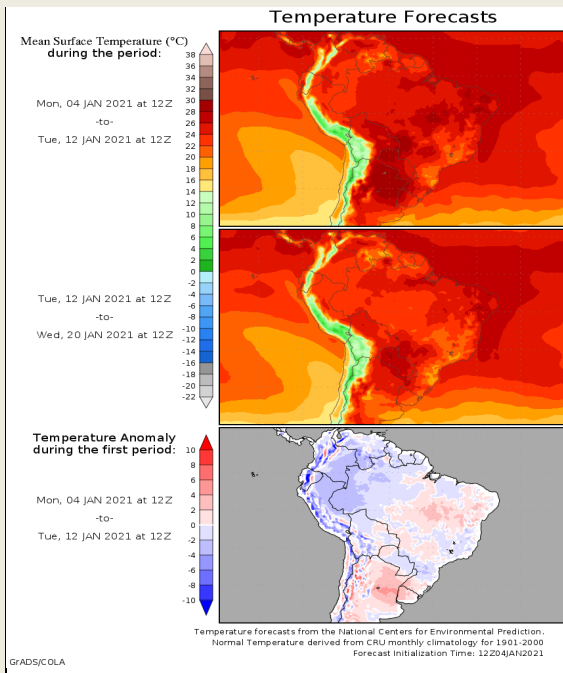 Temperature Forecasts
Mean Surface Temperature (°C)
during the period:
Mon, 04 JAN 2021 at 12Z
-to-
Tue, 12 JAN 2021 at 12Z
38
36
34
32
30
28
26
24
22
20
18
16
14
12
10
8
6
4
2
0
-2
-4
-6
-8
-10
-12
-14
-16
-18
-20
-22
Tue, 12 JAN 2021 at 12Z
-to-
Wed, 20 JAN 2021 at 12Z
Temperature Anomaly
during the first period:
Mon, 04 JAN 2021 at 12Z
-to-
Tue, 12 JAN 2021 at 12Z
10
8
6
4
2
0
-2
-4
-6
-8
-10
Temperature forecasts from the National Centers for Environmental Prediction.
Normal Temperature derived from CRU monthly climatology for 1901-2000
Forecast Initialization Time: 12Z04JAN2021
GrADS/COLA